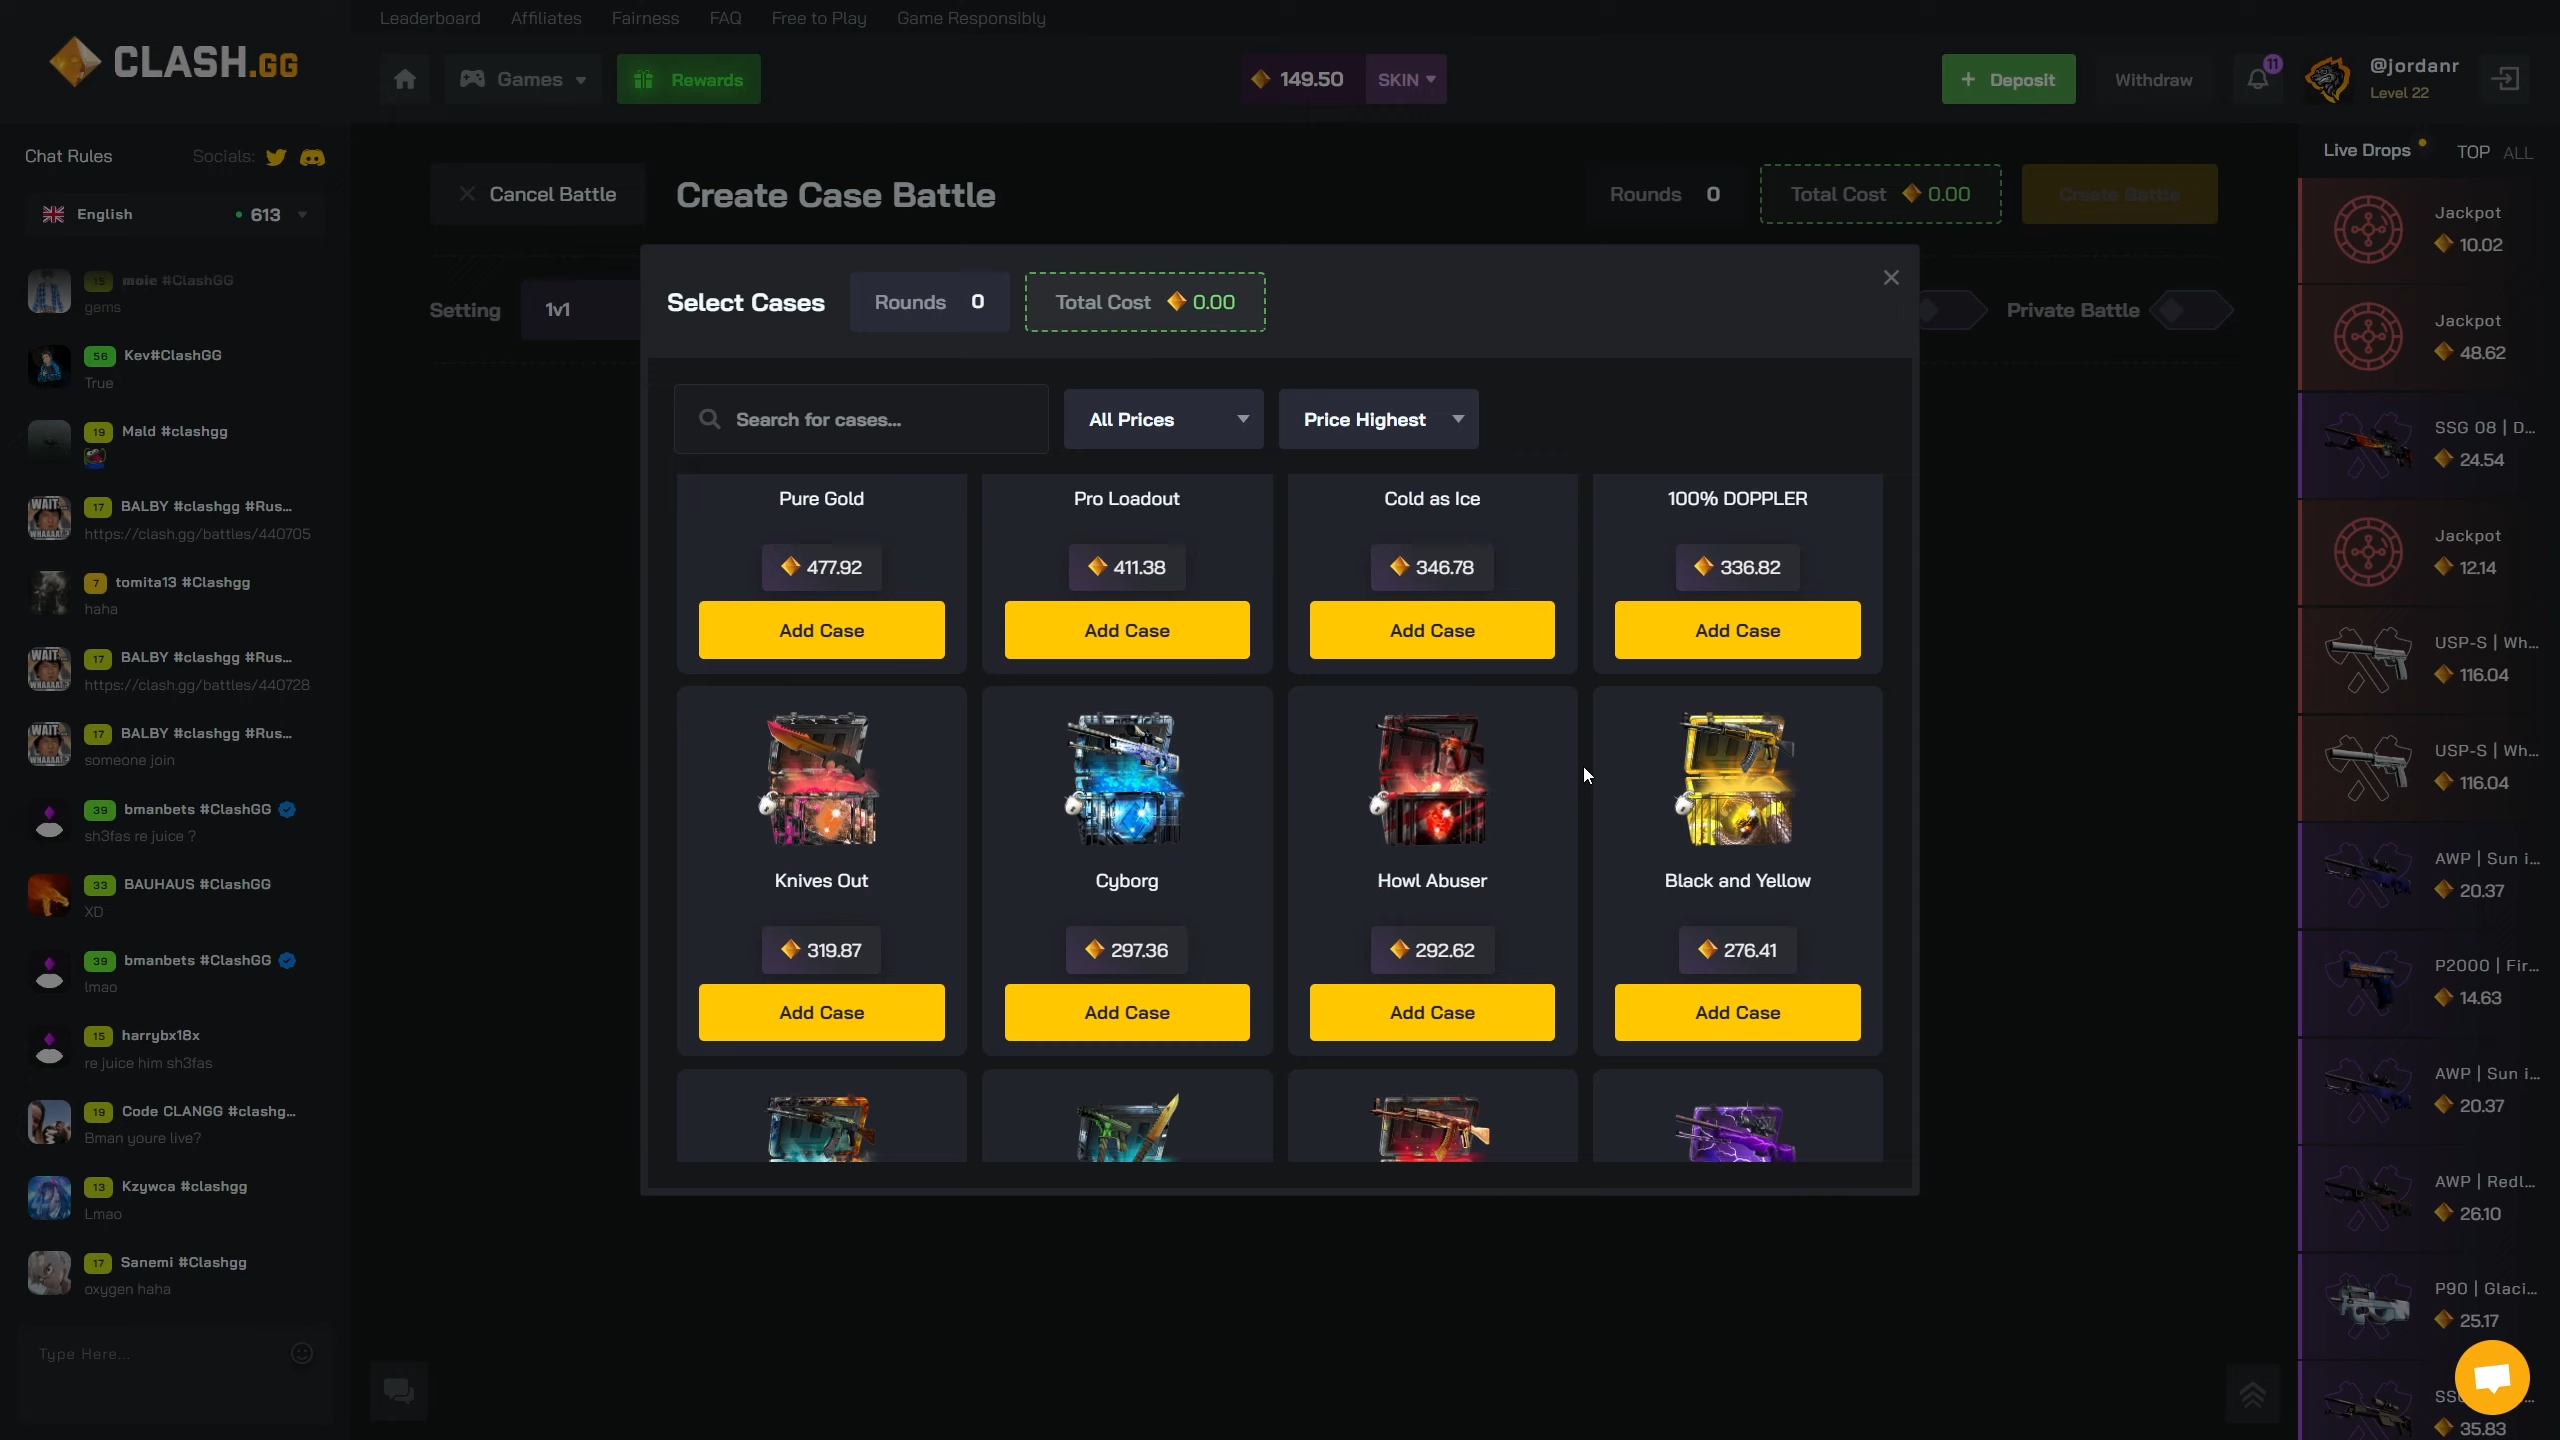 Leaderboard Affiliates Fairness FAQ Free to Play Game Responsibly
CLASH.GG
Games
Rewards
149.50
SKIN
Deposit
Withdraw
11
@jordanr
Level 22
Chat Rules
Socials:
English
613
15 moie #ClashGG
gems
56 Kev#ClashGG
True
19 Mald #clashgg
17 BALBY #clashgg #Rus...
https://clash.gg/battles/440705
7 tomita13 #Clashgg
haha
17 BALBY #clashgg #Rus...
https://clash.gg/battles/440728
17 BALBY #clashgg #Rus...
someone join
39 bmanbets #ClashGG
sh3fas re juice ?
33 BAUHAUS #ClashGG
XD
39 bmanbets #ClashGG
lmao
15 harrybx18x
re juice him sh3fas
19 Code CLANGG #clashg...
Bman youre live?
13 Kzywca #clashgg
Lmao
17 Sanemi #Clashgg
oxygen haha
Type Here...
Cancel Battle
Create Case Battle
Rounds 0
Total Cost 0.00
Create Battle
Setting
1v1
Private Battle
Select Cases
Rounds 0
Total Cost 0.00
Search for cases...
All Prices
Price Highest
Pure Gold
477.92
Add Case
Pro Loadout
411.38
Add Case
Cold as Ice
346.78
Add Case
100% DOPPLER
336.82
Add Case
Knives Out
319.87
Add Case
Cyborg
297.36
Add Case
Howl Abuser
292.62
Add Case
Black and Yellow
276.41
Add Case
Live Drops
TOP ALL
Jackpot
10.02
Jackpot
48.62
SSG 08 | D...
24.54
Jackpot
12.14
USP-S | Wh...
116.04
USP-S | Wh...
116.04
AWP | Sun i...
20.37
P2000 | Fir...
14.63
AWP | Sun i...
20.37
AWP | Redl...
26.10
P90 | Glaci...
25.17
35.83